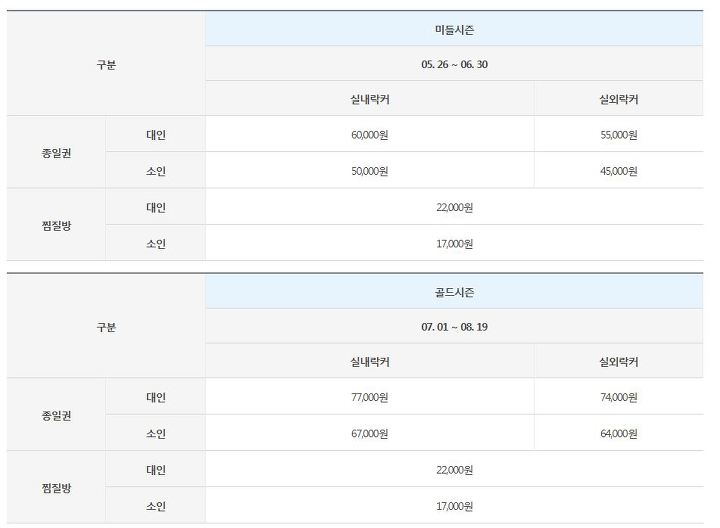 구분
미들시즌
05. 26 ~ 06. 30
실내락커 실외락커
종일권 대인 60,000원 55,000원
소인 50,000원 45,000원
찜질방 대인 22,000원
소인 17,000원
구분
골드시즌
07. 01 ~ 08. 19
실내락커 실외락커
종일권 대인 77,000원 74,000원
소인 67,000원 64,000원
찜질방 대인 22,000원
소인 17,000원